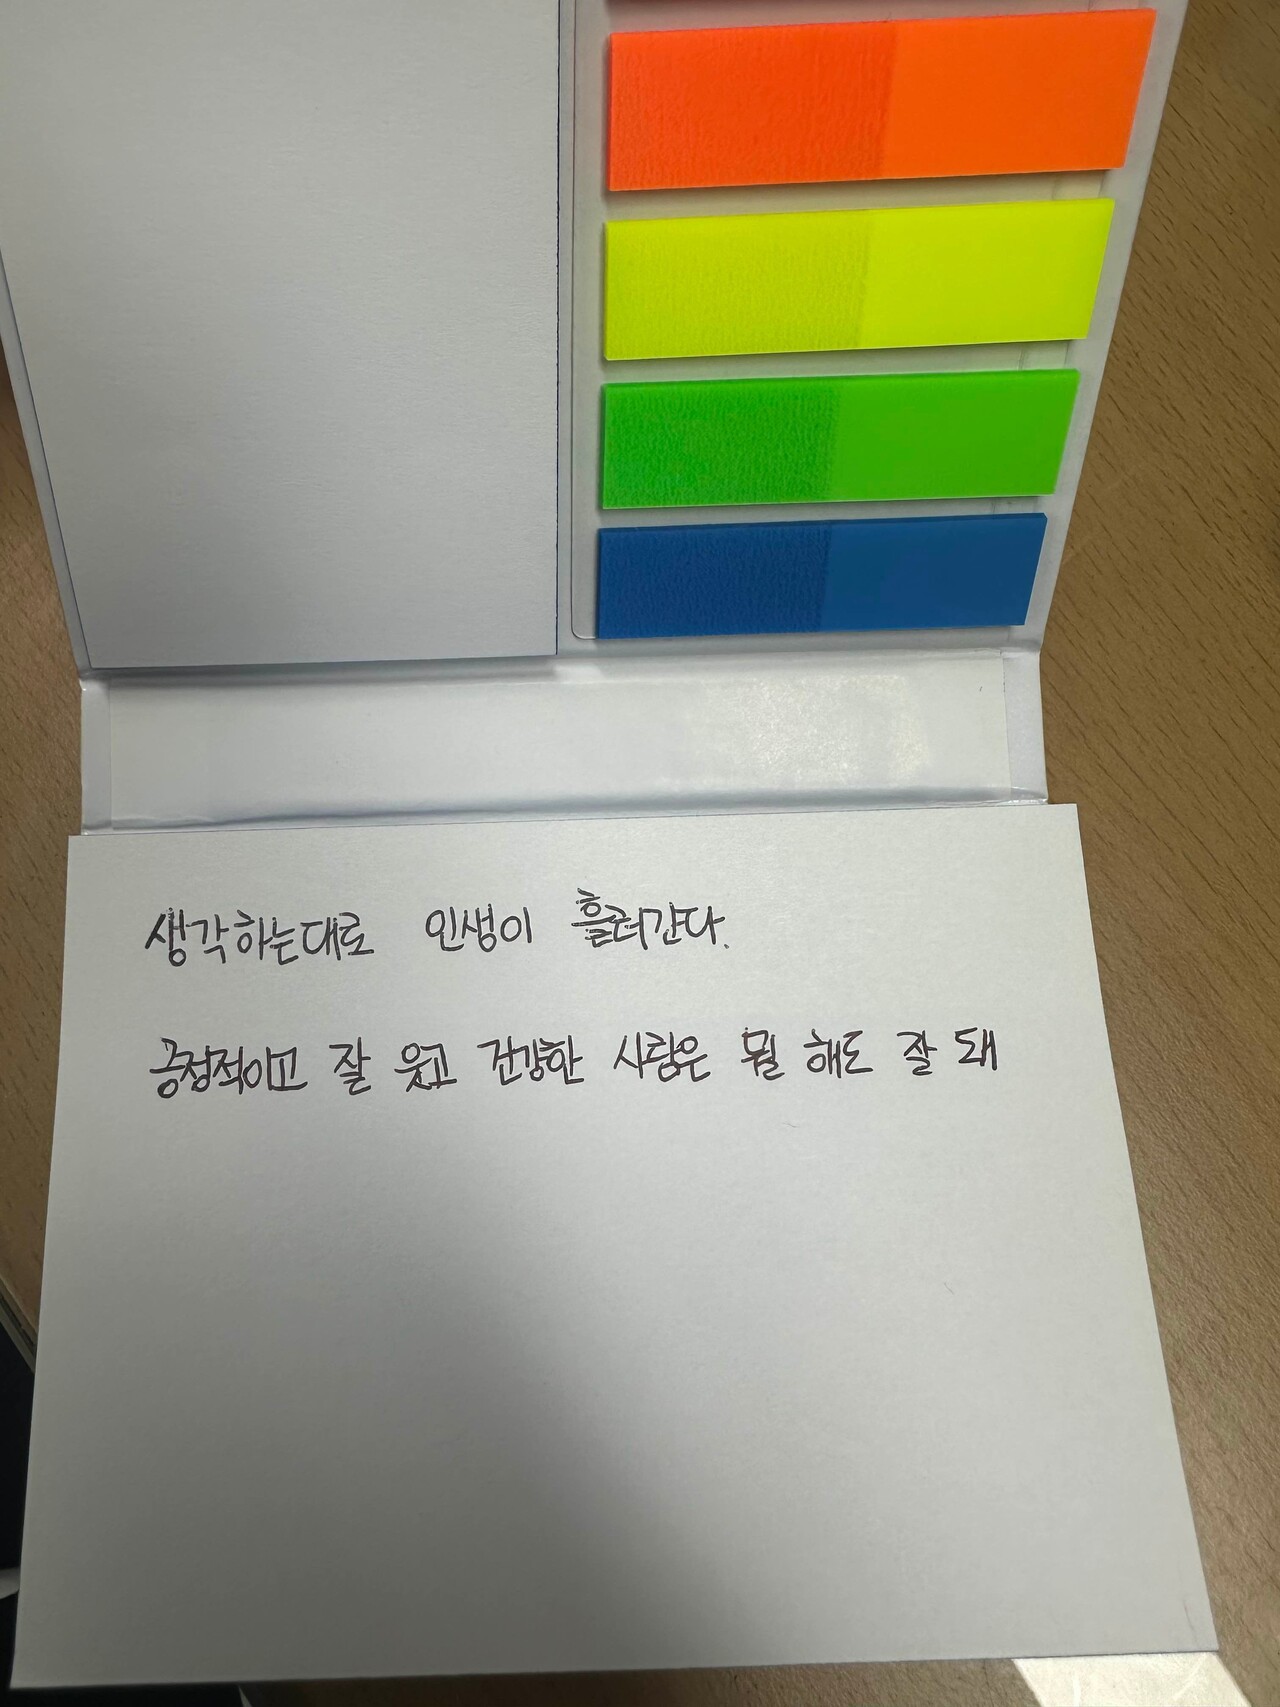 생각하는대로 인생이 흘러간다.
긍정적이고 잘 웃고 건강한 사람은 뭘 해도 잘 돼